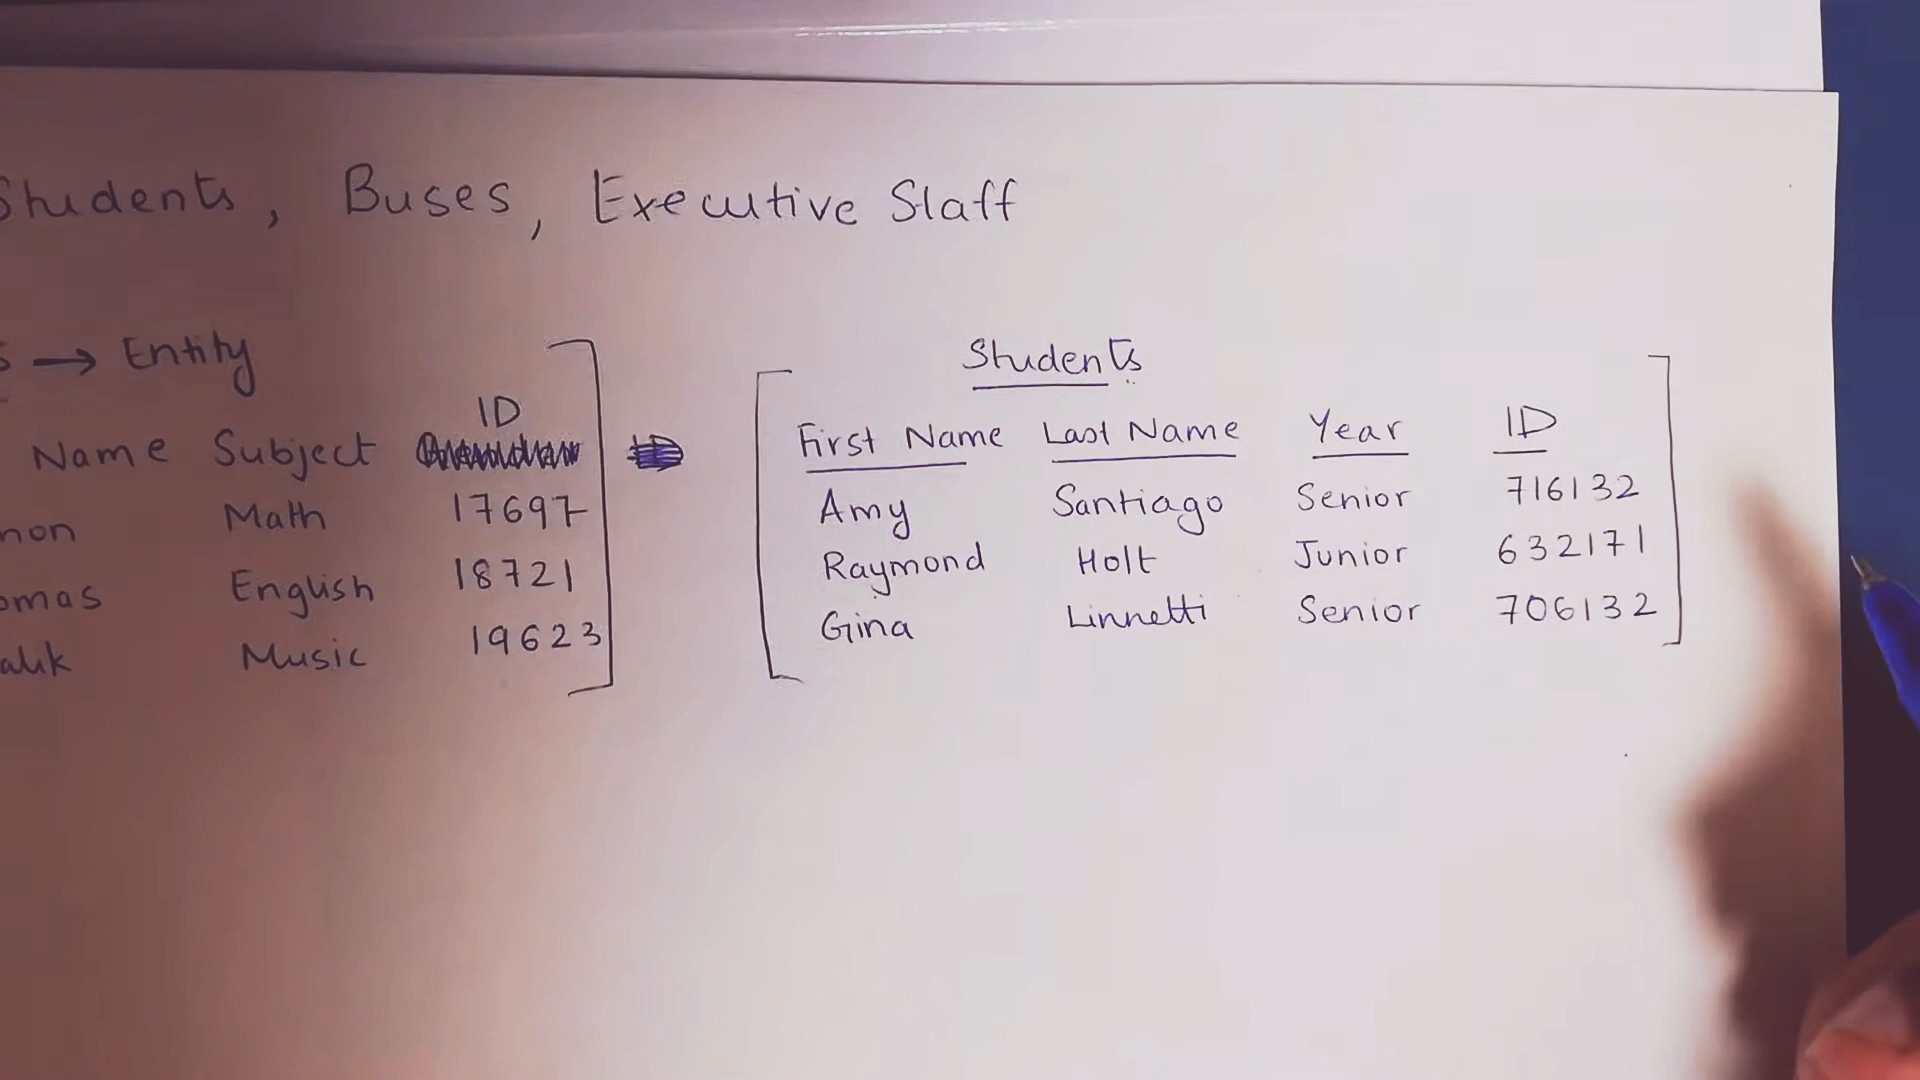 Students, Buses, Executive Staff
→ Entity
Name Subject ID
Math 17697
English 18721
Music 19623
Students
First Name Last Name Year ID
Amy Santiago Senior 716132
Raymond Holt Junior 632171
Gina Linnetti Senior 706132